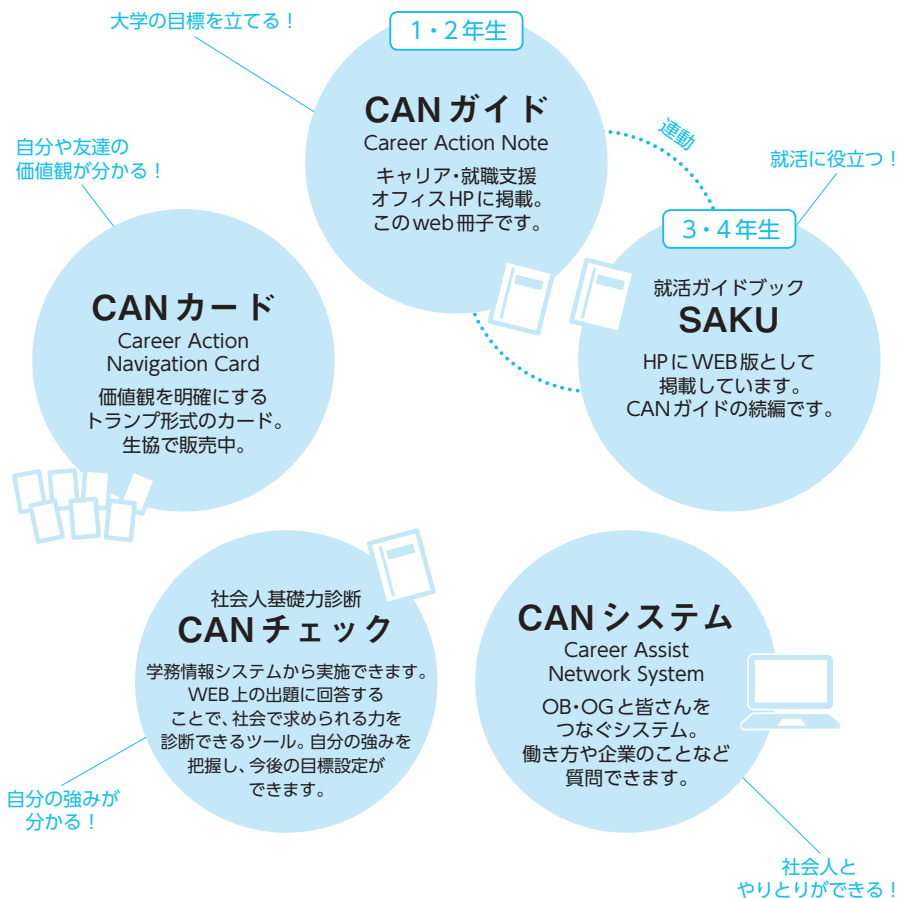 大学の目標を立てる！
1・2年生
CANガイド
Career Action Note
キャリア・就職支援
オフィスHPに掲載。
このweb冊子です。
連動
就活に役立つ！
3・4年生
就活ガイドブック
SAKU
HPにWEB版として
掲載しています。
CANガイドの続編です。
自分や友達の
価値観が分かる！
CANカード
Career Action
Navigation Card
価値観を明確にする
トランプ形式のカード。
生協で販売中。
社会人基礎力診断
CANチェック
学務情報システムから実施できます。
WEB上の出題に回答する
ことで、社会で求められる力を
診断できるツール。自分の強みを
把握し、今後の目標設定が
できます。
自分の強みが
分かる！
CANシステム
Career Assist
Network System
OB・OGと皆さんを
つなぐシステム。
働き方や企業のことなど
質問できます。
社会人と
やりとりができる！